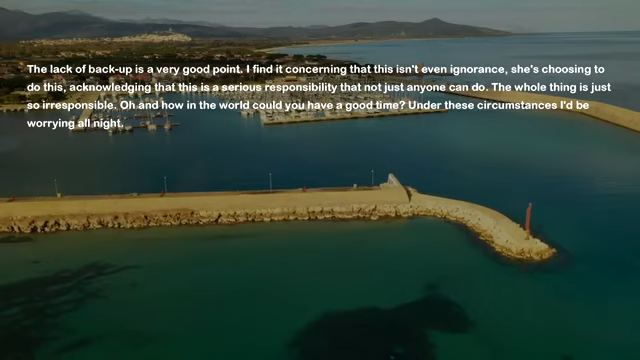 The lack of back-up is a very good point. I find it concerning that this isn't even ignorance, she's choosing to
do this, acknowledging that this is a serious responsibility that not just anyone can do. The whole thing is just
so irresponsible. Oh and how in the world could you have a good time? Under these circumstances I'd be
worrying all night.